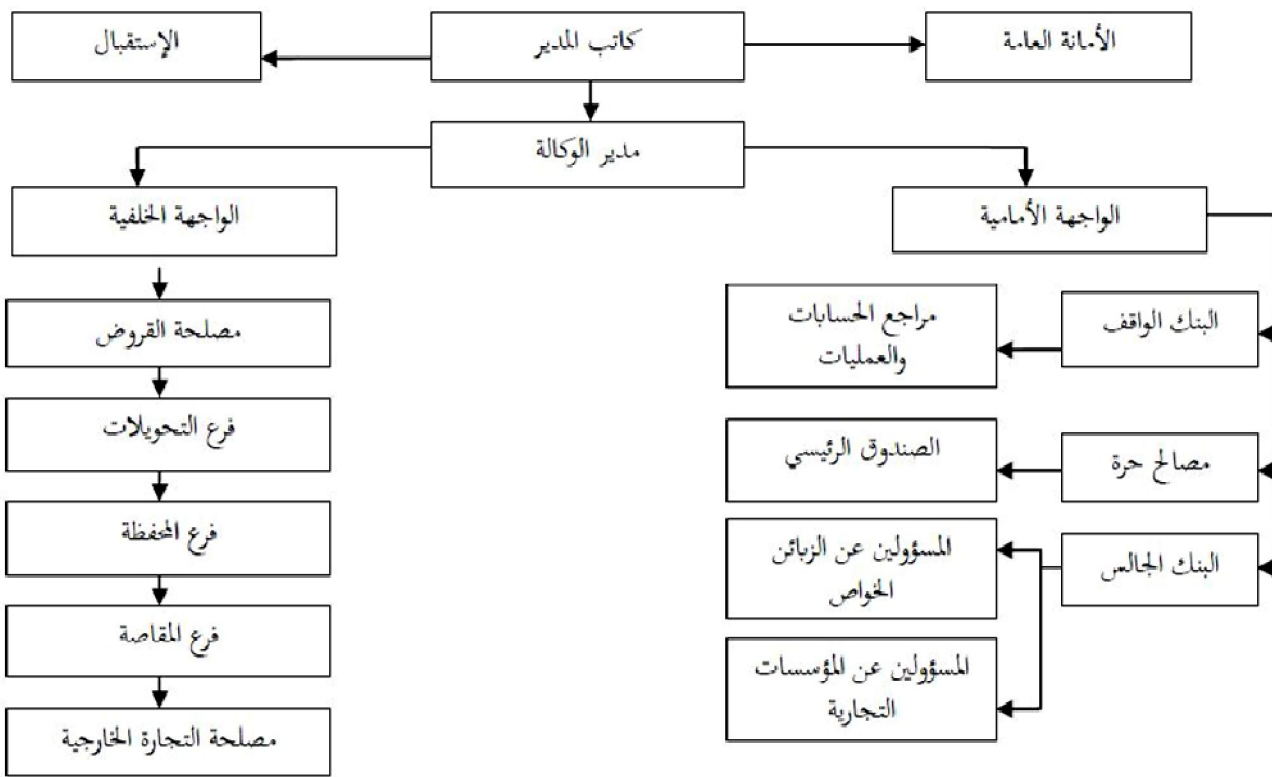 الأمانة العامة
كاتب المدير
الإستقبال
مدير الوكالة
الواجهة الأمامية
الواجهة الخلفية
البنك الواقف
مراجع الحسابات
والعمليات
مصالح حرة
الصندوق الرئيسي
البنك الجالس
المسؤولين عن الزبائن
الخواص
المسؤولين عن المؤسسات
التجارية
مصلحة القروض
فرع التحويلات
فرع المحفظة
فرع المقاصة
مصلحة التجارة الخارجية